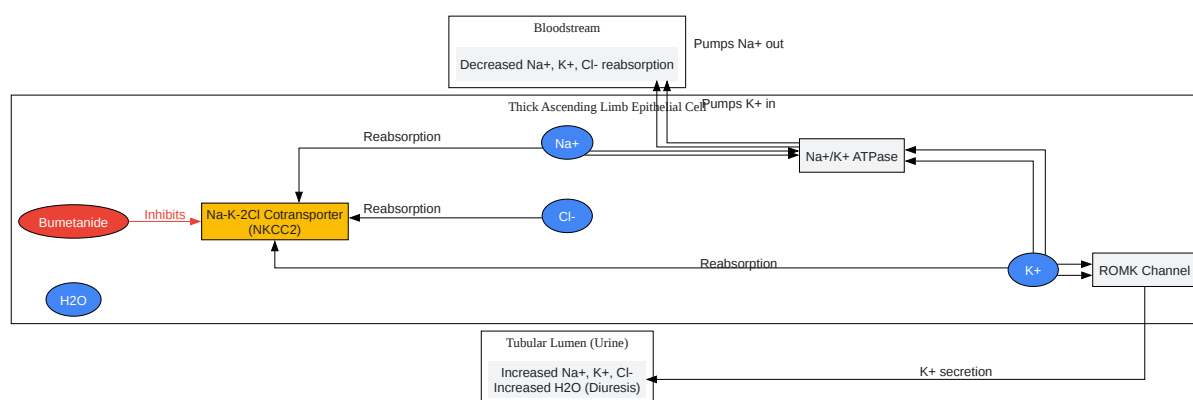 Bloodstream
Pumps Na+ out
Decreased Na+, K+, Cl- reabsorption
Thick Ascending Limb Epithelial Cell
Pumps K+ in
Reabsorption
Na+
Na+/K+ ATPase
Bumetanide
Inhibits
Na-K-2Cl Cotransporter
(NKCC2)
Reabsorption
Cl-
Reabsorption
K+
ROMK Channel
H2O
Tubular Lumen (Urine)
Increased Na+, K+, Cl-
Increased H2O (Diuresis)
K+ secretion